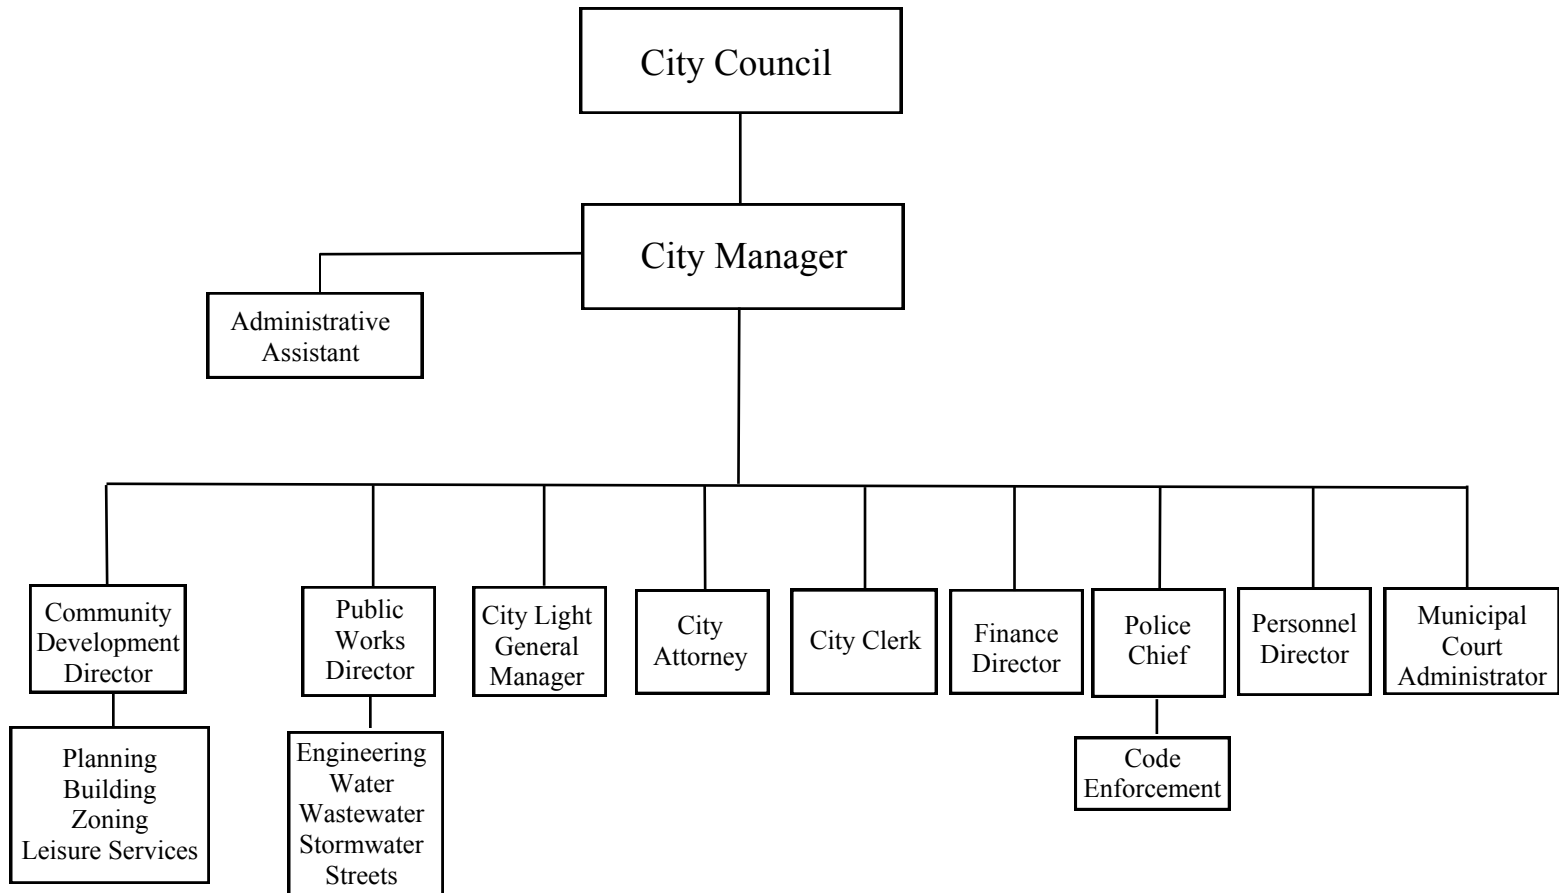 City Council
City Manager
Administrative
Assistant
Community
Development
Director
Public
Works
Director
City Light
General
Manager
City
Attorney
City Clerk
Finance
Director
Police
Chief
Personnel
Director
Municipal
Court
Administrator
Planning
Building
Zoning
Leisure Services
Engineering
Water
Wastewater
Stormwater
Streets
Code
Enforcement